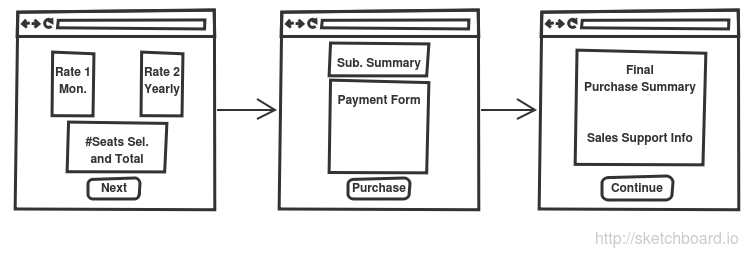 Rate 1
Mon.
Rate 2
Yearly
#Seats Sel.
and Total
Next
Sub. Summary
Payment Form
Purchase
Final
Purchase Summary
Sales Support Info
Continue
http://sketchboard.io